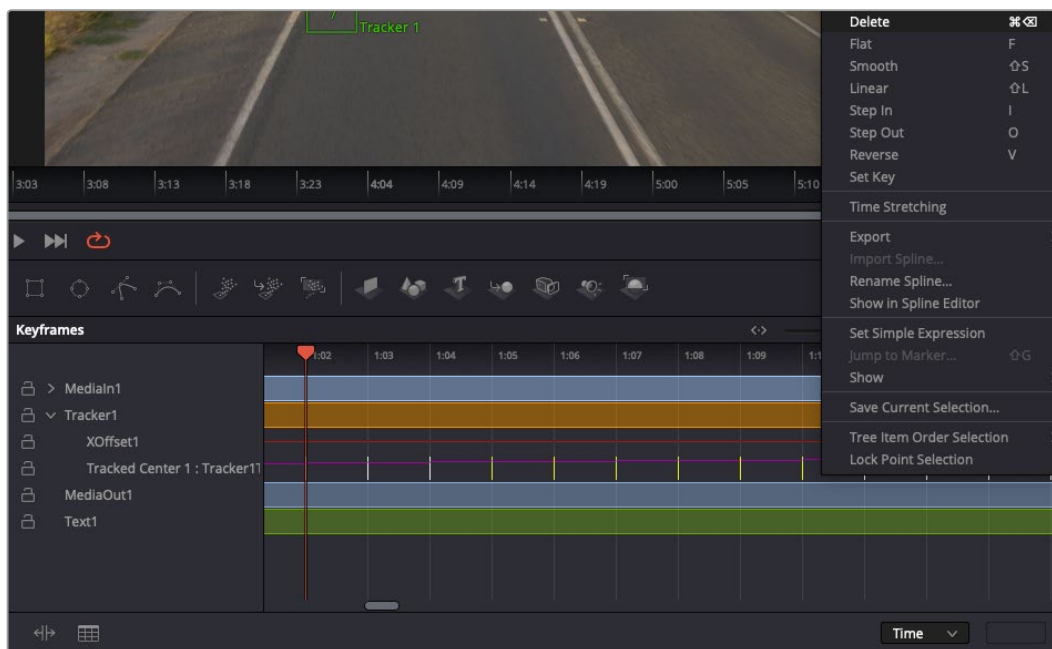 Tracker 1
Delete ⌘⌫
Flat F
Smooth ⇧S
Linear ⇧L
Step In I
Step Out O
Reverse V
Set Key
Time Stretching
Export
Import Spline...
Rename Spline...
Show in Spline Editor
Set Simple Expression
Jump to Marker... ⇧G
Show
Save Current Selection...
Tree Item Order Selection
Lock Point Selection
3:03 3:08 3:13 3:18 3:23 4:04 4:09 4:14 4:19 5:00 5:05 5:10
Keyframes
1:02 1:03 1:04 1:05 1:06 1:07 1:08 1:09
MediaIn1
Tracker1
XOffset1
Tracked Center 1 : Tracker1
MediaOut1
Text1
Time